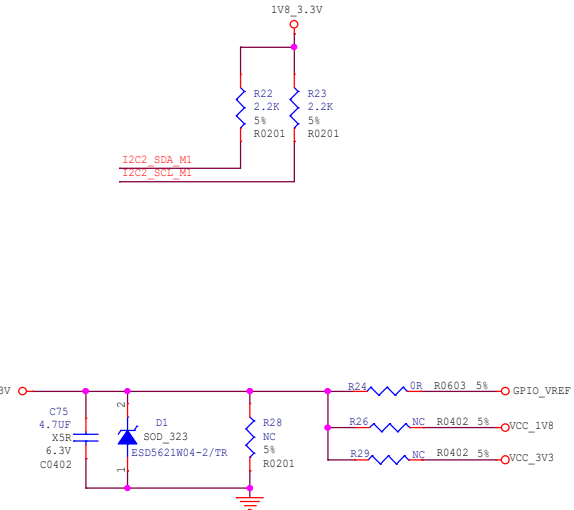 1V8_3.3V
R22
2.2K
5%
R0201
R23
2.2K
5%
R0201
I2C2_SDA_M1
I2C2_SCL_M1
3V
R24 0R R0603 5% GPIO_VREF
R26 NC R0402 5% VCC_1V8
R29 NC R0402 5% VCC_3V3
C75
4.7UF
X5R
6.3V
C0402
2
D1
SOD_323
ESD5621W04-2/TR
1
R28
NC
5%
R0201